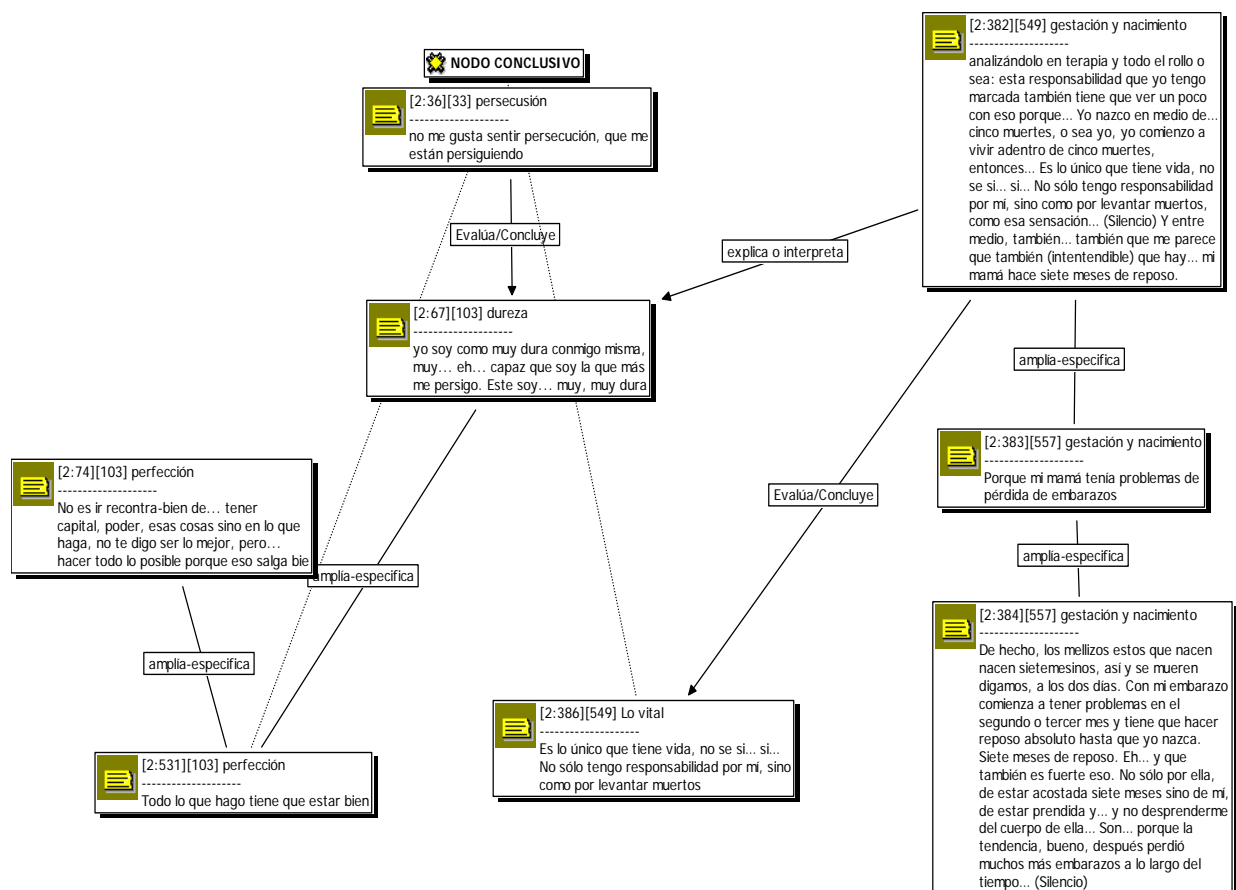 NODO CONCLUSIVO
[2:36][33] persecusión
--------------------
no me gusta sentir persecución, que me
están persiguiendo
Evalúa/Concluye
[2:382][549] gestación y nacimiento
--------------------
analizándolo en terapia y todo el rollo o
sea: esta responsabilidad que yo tengo
marcada también tiene que ver un poco
con eso porque... Yo nazco en medio de...
cinco muertes, o sea yo, yo comienzo a
vivir adentro de cinco muertes,
entonces... Es lo único que tiene vida, no
se si... si... No sólo tengo responsabilidad
por mí, sino como por levantar muertos,
como esa sensación... (Silencio) Y entre
medio, también... también que me parece
que también (intentendible) que hay... mi
mamá hace siete meses de reposo.
explica o interpreta
[2:67][103] dureza
--------------------
yo soy como muy dura conmigo misma,
muy... eh... capaz que soy la que más
me persigo. Este soy... muy, muy dura
amplía-especifica
[2:383][557] gestación y nacimiento
--------------------
Porque mi mamá tenía problemas de
pérdida de embarazos
[2:74][103] perfección
--------------------
No es ir recontra-bien de... tener
capital, poder, esas cosas sino en lo que
haga, no te digo ser lo mejor, pero...
hacer todo lo posible porque eso salga bie
Evalúa/Concluye
amplía-especifica
amplía-especifica
[2:384][557] gestación y nacimiento
--------------------
De hecho, los mellizos estos que nacen
nacen sietemesinos, así y se mueren
digamos, a los dos días. Con mi embarazo
comienza a tener problemas en el
segundo o tercer mes y tiene que hacer
reposo absoluto hasta que yo nazca.
Siete meses de reposo. Eh... y que
también es fuerte eso. No sólo por ella,
de estar acostada siete meses sino de mí,
de estar prendida y... y no desprenderme
del cuerpo de ella... Son... porque la
tendencia, bueno, después perdió
muchos más embarazos a lo largo del
tiempo... (Silencio)
amplía-especifica
[2:386][549] Lo vital
--------------------
Es lo único que tiene vida, no se si... si...
No sólo tengo responsabilidad por mí, sino
como por levantar muertos
[2:531][103] perfección
--------------------
Todo lo que hago tiene que estar bien